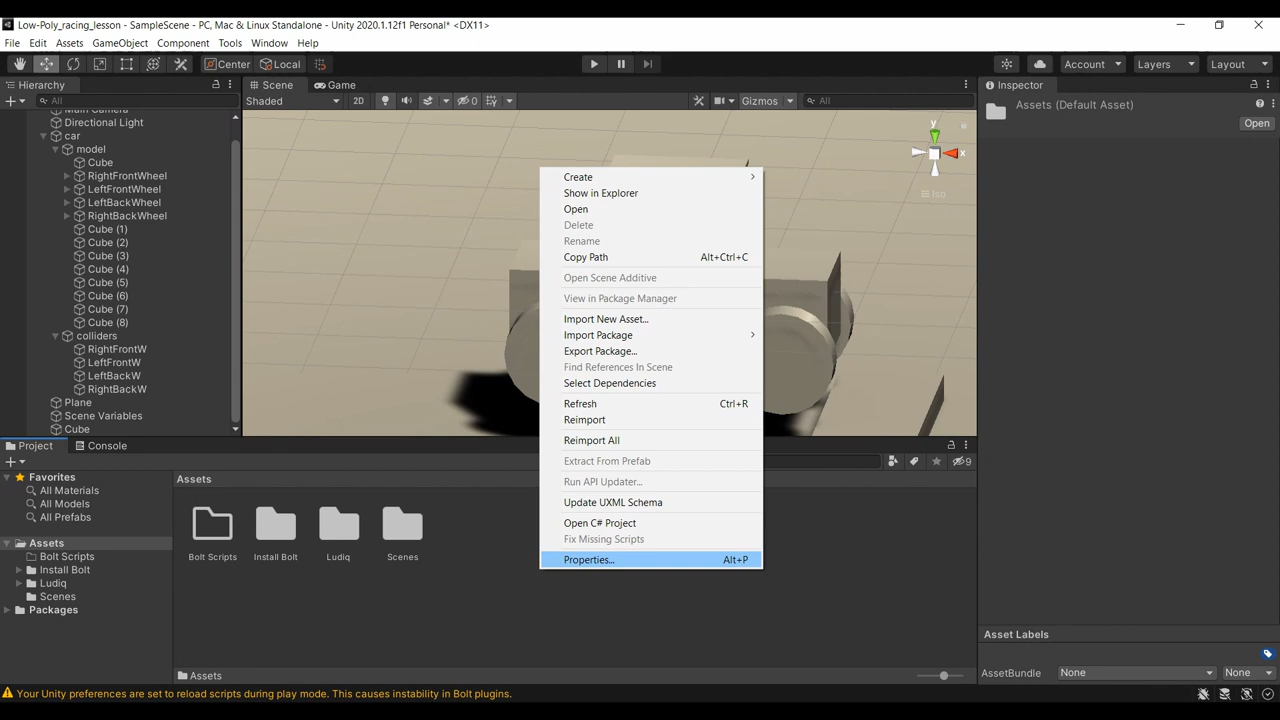 Low-Poly_racing_lesson - SampleScene - PC, Mac & Linux Standalone - Unity 2020.1.12f1 Personal* <DX11>
File Edit Assets GameObject Component Tools Window Help
Center Local Account Layers Layout
Hierarchy Scene Game Inspector
All Shaded 2D 0 Gizmos All
Assets (Default Asset)
Open
Main Camera
Directional Light
car
model
Cube
RightFrontWheel
LeftFrontWheel
LeftBackWheel
RightBackWheel
Cube (1)
Cube (2)
Cube (3)
Cube (4)
Cube (5)
Cube (6)
Cube (7)
Cube (8)
colliders
RightFrontW
LeftFrontW
LeftBackW
RightBackW
Plane
Scene Variables
Cube
y
x
Iso
Create
Show in Explorer
Open
Delete
Rename
Copy Path Alt+Ctrl+C
Open Scene Additive
View in Package Manager
Import New Asset...
Import Package
Export Package...
Find References In Scene
Select Dependencies
Refresh Ctrl+R
Reimport
Reimport All
Extract From Prefab
Run API Updater...
Update UXML Schema
Open C# Project
Fix Missing Scripts
Properties... Alt+P
Project Console
9
Favorites
All Materials
All Models
All Prefabs
Assets
Bolt Scripts
Install Bolt
Ludiq
Scenes
Packages
Assets
Bolt Scripts Install Bolt Ludiq Scenes
Assets
Asset Labels
AssetBundle None None
Your Unity preferences are set to reload scripts during play mode. This causes instability in Bolt plugins.